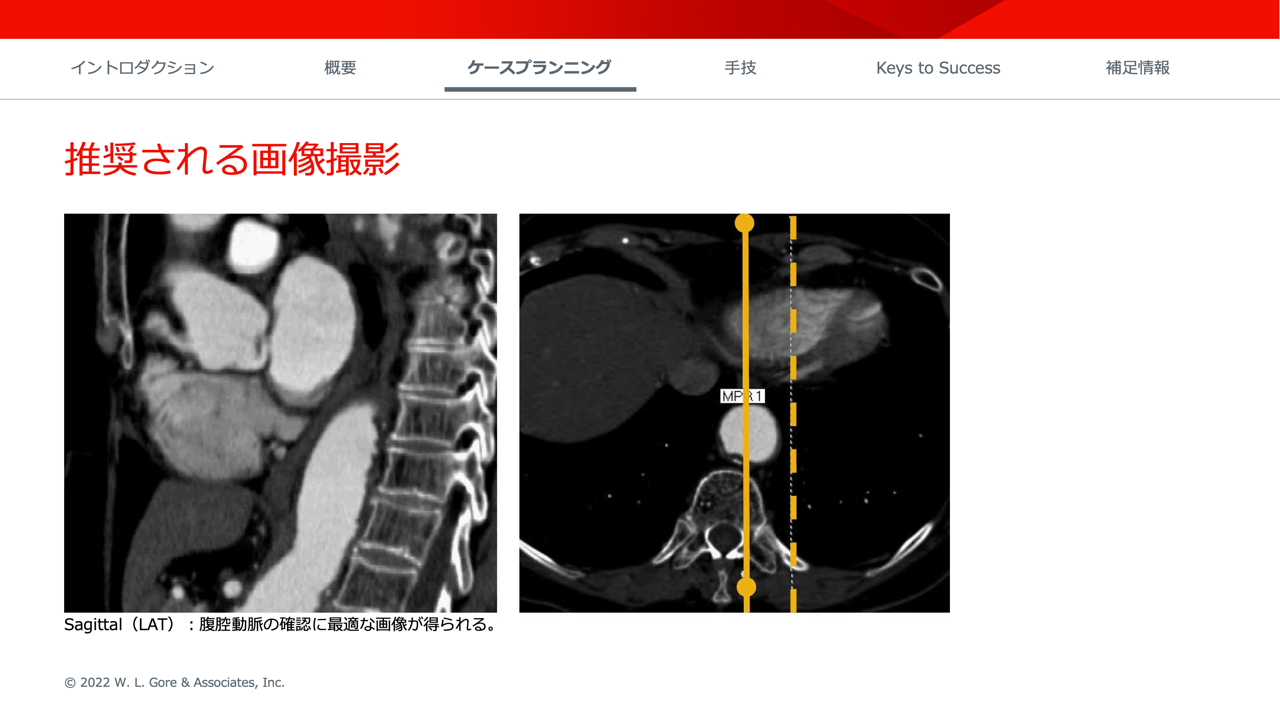 イントロダクション
概要
ケースプランニング
手技
Keys to Success
補足情報
推奨される画像撮影
MPR1
Sagittal（LAT）：腹腔動脈の確認に最適な画像が得られる。
© 2022 W. L. Gore & Associates, Inc.